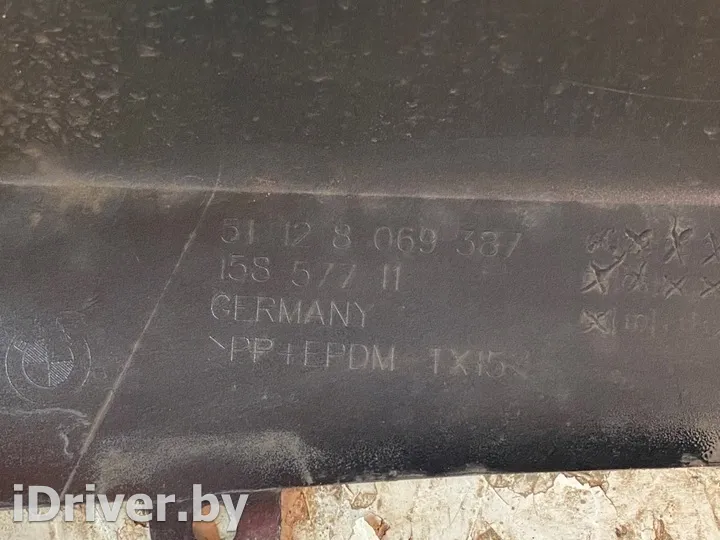 51 12 8 069 387
158 577 11
GERMANY
>PP+EPDM-TX15<
iDriver.by